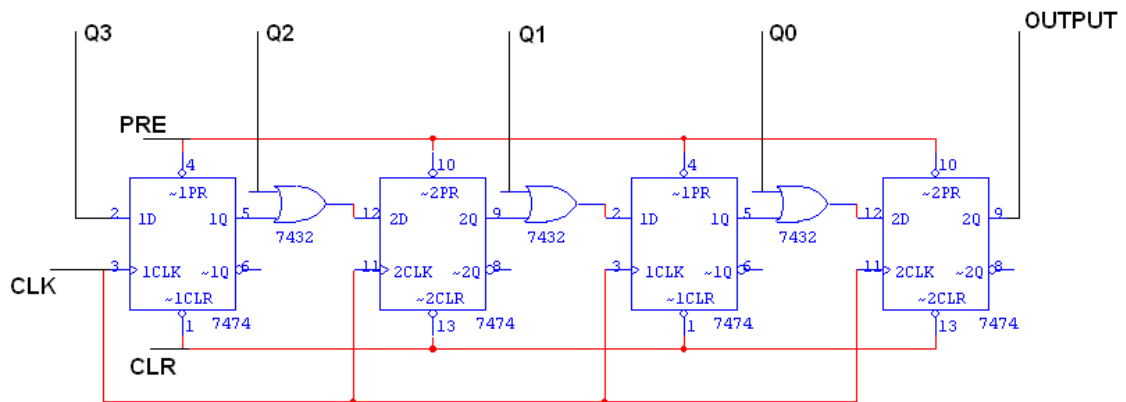 Q3 Q2 Q1 Q0 OUTPUT
PRE
4 10 4 10
~1PR ~2PR ~1PR ~2PR
2 1D 1Q 5 12 2D 2Q 9 2 1D 1Q 5 12 2D 2Q 9
7432 7432 7432
3 1CLK ~1Q 6 11 2CLK ~2Q 8 3 1CLK ~1Q 6 11 2CLK ~2Q 8
CLK
~1CLR ~2CLR ~1CLR ~2CLR
1 7474 13 7474 1 7474 13 7474
CLR